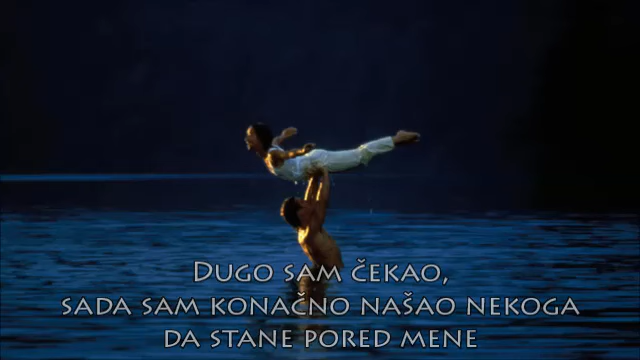 Dugo sam čekao,
sada sam konačno našao nekoga
da stane pored mene